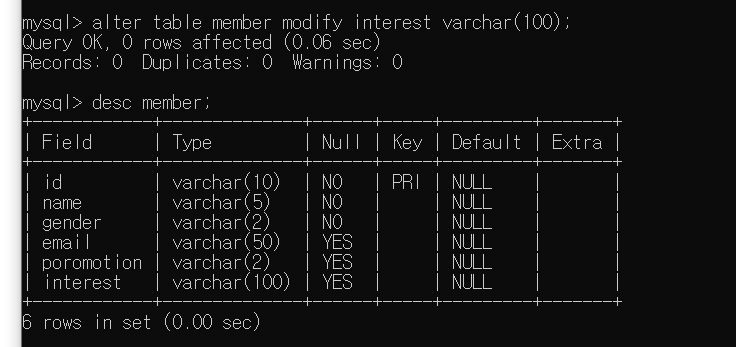 mysql> alter table member modify interest varchar(100);
Query OK, 0 rows affected (0.06 sec)
Records: 0  Duplicates: 0  Warnings: 0
mysql> desc member;
+------------+--------------+------+-----+---------+-------+
| Field      | Type         | Null | Key | Default | Extra |
+------------+--------------+------+-----+---------+-------+
| id         | varchar(10)  | NO   | PRI | NULL    |       |
| name       | varchar(5)   | NO   |     | NULL    |       |
| gender     | varchar(2)   | NO   |     | NULL    |       |
| email      | varchar(50)  | YES  |     | NULL    |       |
| poromotion | varchar(2)   | YES  |     | NULL    |       |
| interest   | varchar(100) | YES  |     | NULL    |       |
+------------+--------------+------+-----+---------+-------+
6 rows in set (0.00 sec)